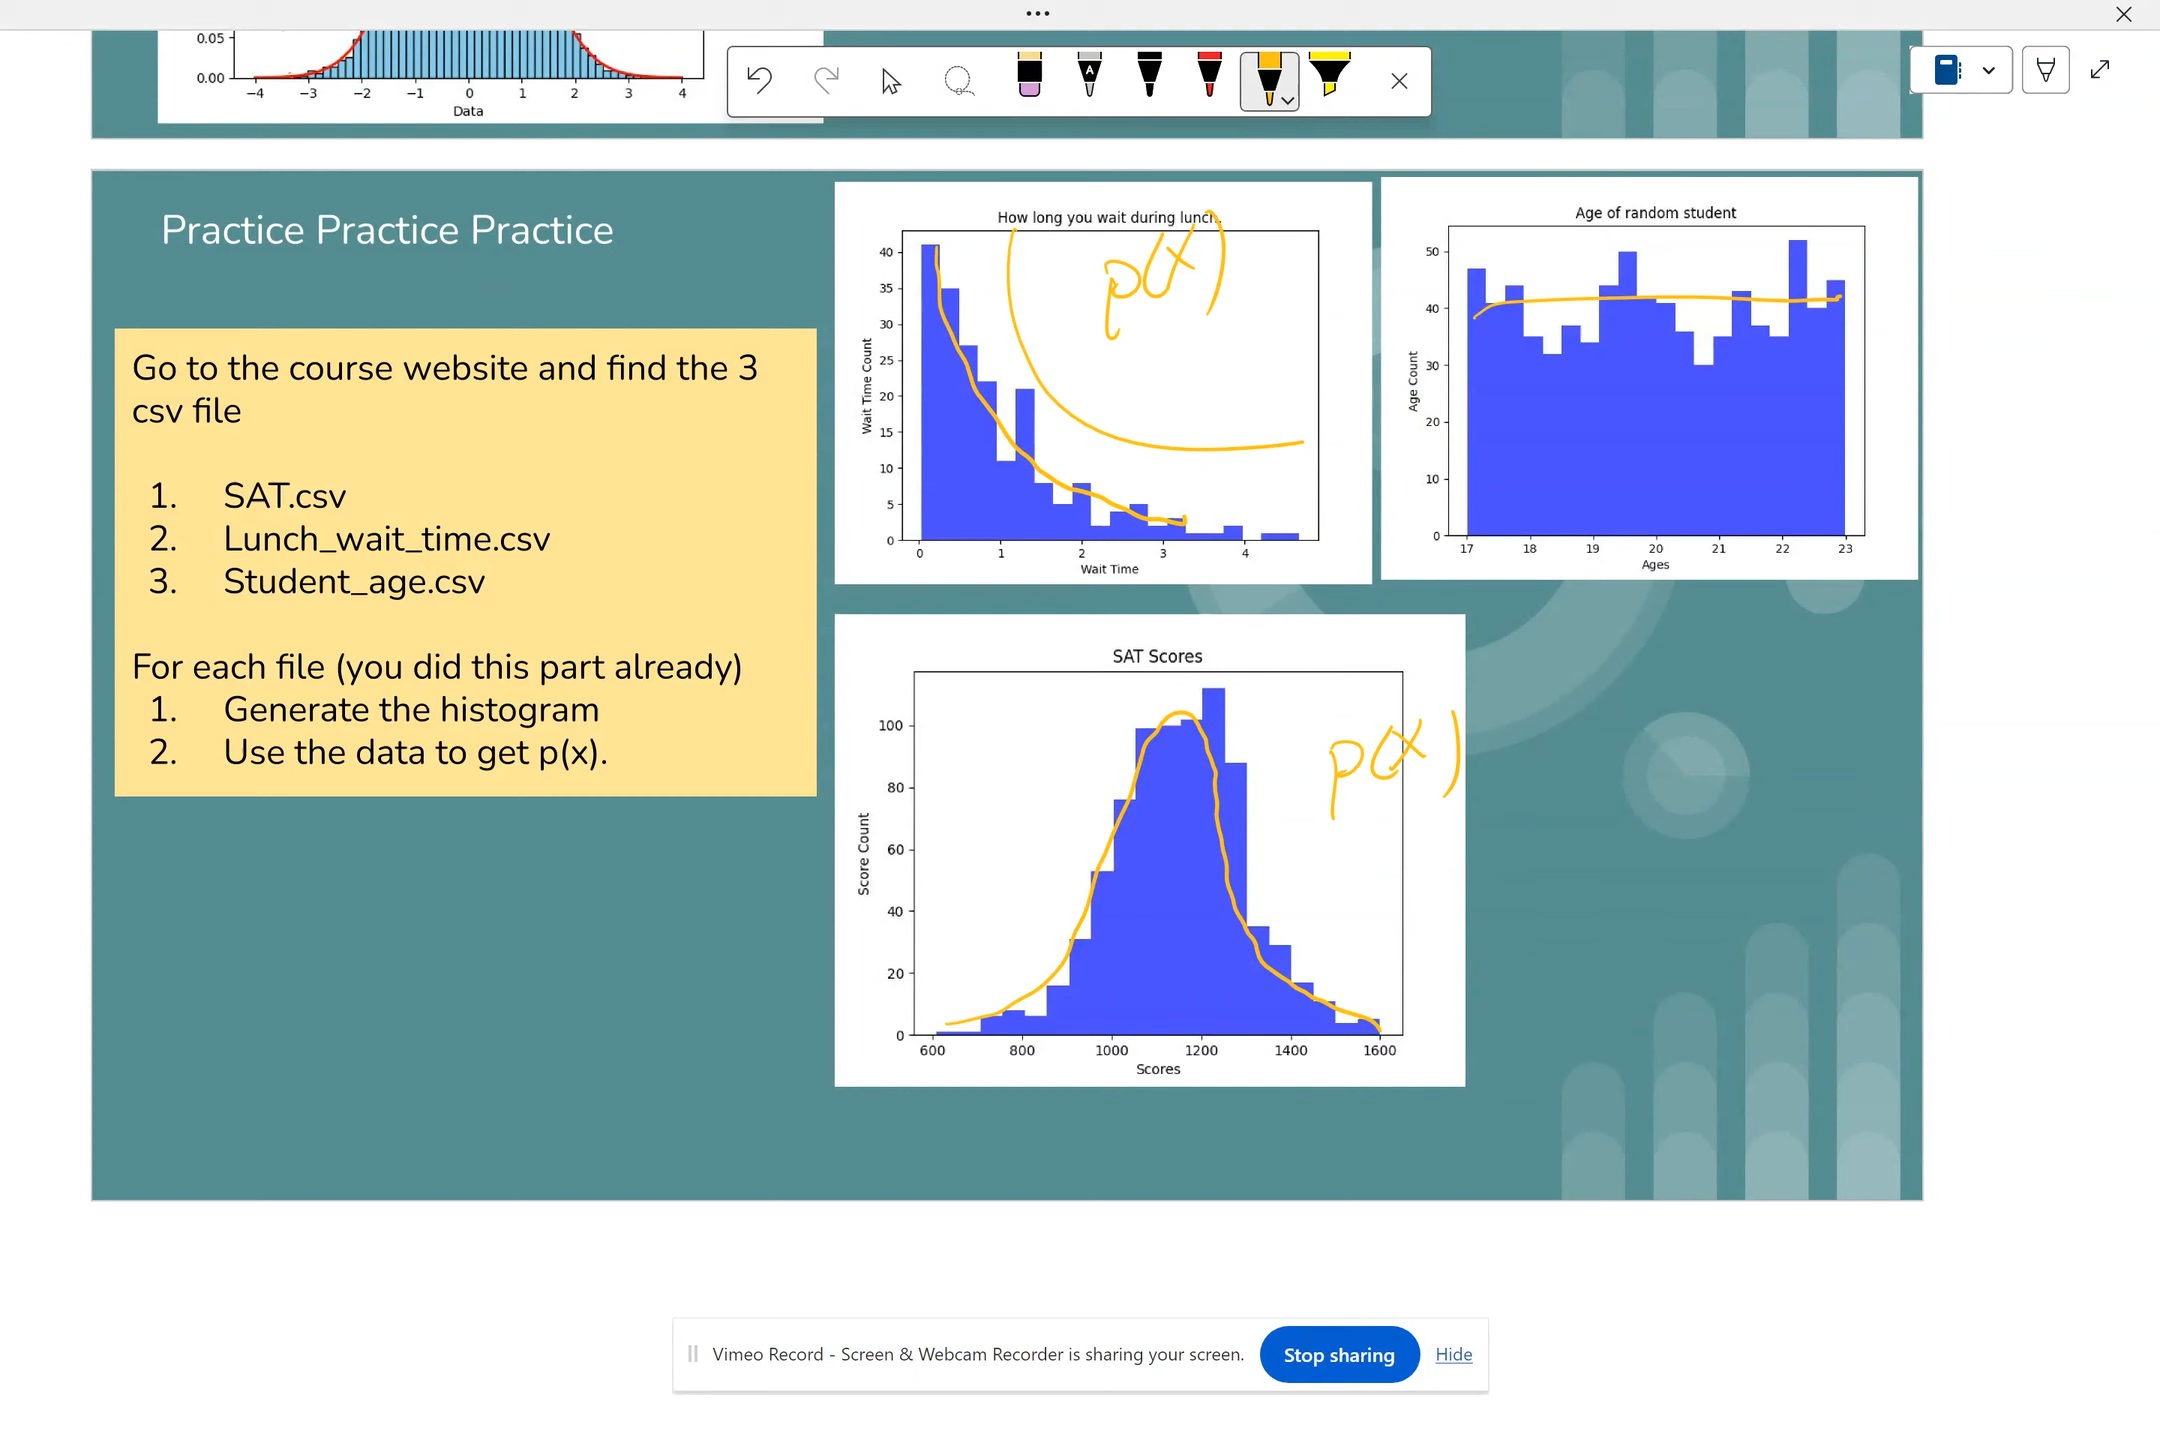 0.05
0.00
−4 −3 −2 −1 0 1 2 3 4
Data
A
Practice Practice Practice
Go to the course website and find the 3
csv file
1. SAT.csv
2. Lunch_wait_time.csv
3. Student_age.csv
For each file (you did this part already)
1. Generate the histogram
2. Use the data to get p(x).
How long you wait during lunch.
p(x)
Wait Time Count
40
35
30
25
20
15
10
5
0
0 1 2 3 4
Wait Time
Age of random student
Age Count
50
40
30
20
10
0
17 18 19 20 21 22 23
Ages
SAT Scores
p(x)
Score Count
100
80
60
40
20
0
600 800 1000 1200 1400 1600
Scores
Vimeo Record - Screen & Webcam Recorder is sharing your screen. Stop sharing Hide